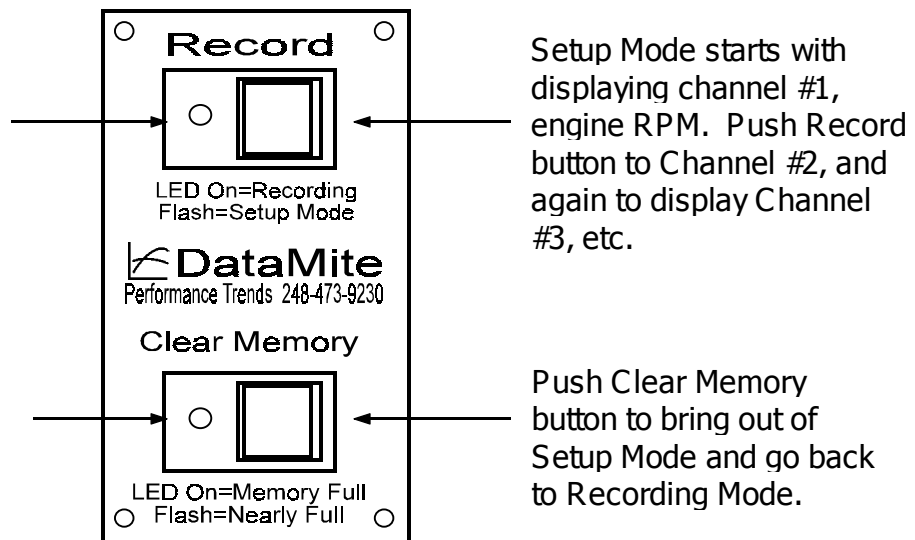 Record
LED On=Recording
Flash=Setup Mode
DataMite
Performance Trends 248-473-9230
Clear Memory
LED On=Memory Full
Flash=Nearly Full
Setup Mode starts with
displaying channel #1,
engine RPM. Push Record
button to Channel #2, and
again to display Channel
#3, etc.
Push Clear Memory
button to bring out of
Setup Mode and go back
to Recording Mode.